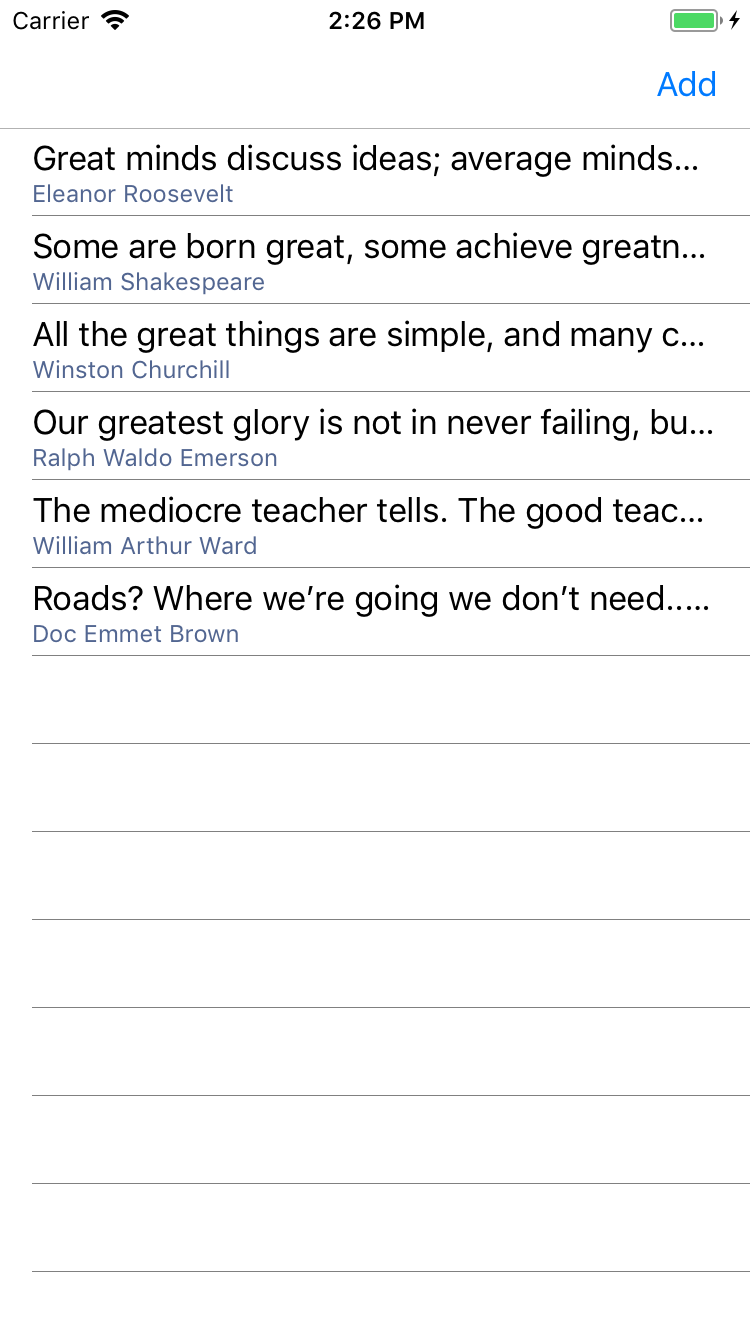 Carrier 2:26 PM
Add
Great minds discuss ideas; average minds...
Eleanor Roosevelt
Some are born great, some achieve greatn...
William Shakespeare
All the great things are simple, and many c...
Winston Churchill
Our greatest glory is not in never failing, bu...
Ralph Waldo Emerson
The mediocre teacher tells. The good teac...
William Arthur Ward
Roads? Where we’re going we don’t need.....
Doc Emmet Brown